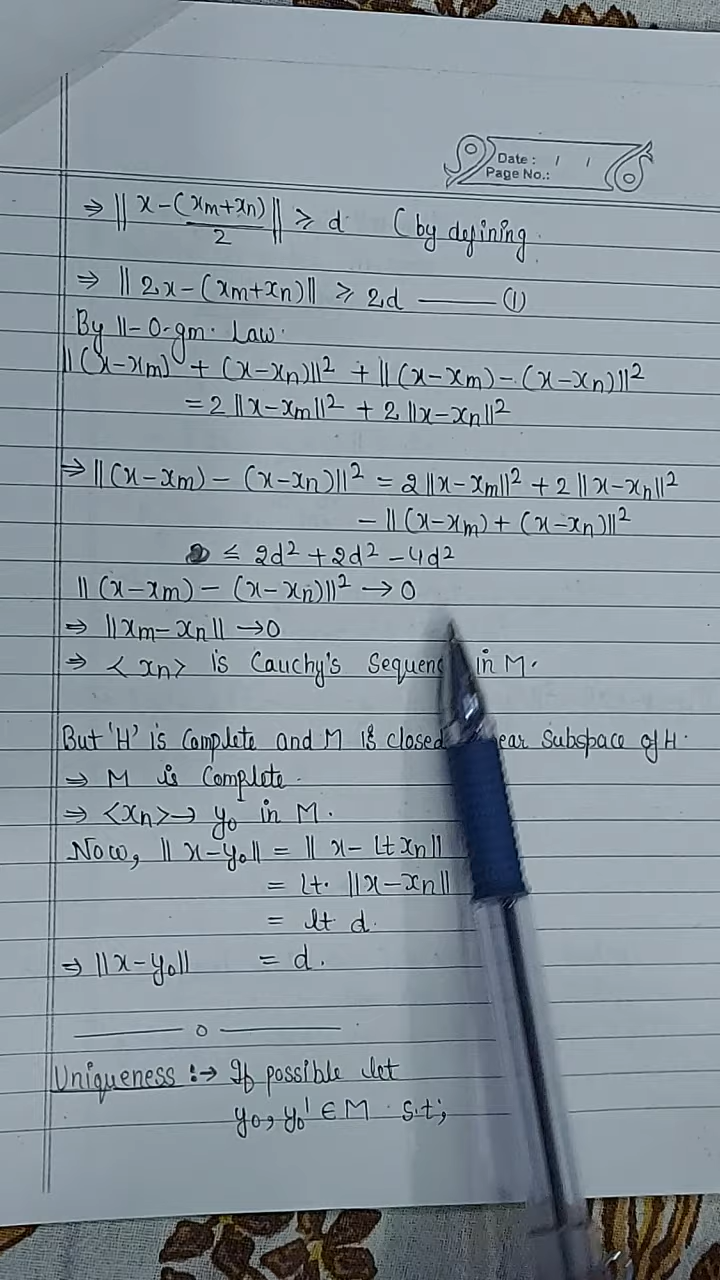 Date : / /
Page No.:
⇒ || x - (xm+xn)/2 || ≥ d (by defining
⇒ || 2x - (xm+xn) || ≥ 2d —— ①
By ||-0-gm. Law.
||(x-xm) + (x-xn)||² + ||(x-xm) - (x-xn)||²
= 2 ||x-xm||² + 2 ||x-xn||²
⇒ ||(x-xm) - (x-xn)||² = 2||x-xm||² + 2 ||x-xn||²
- ||(x-xm) + (x-xn)||²
≤ 2d² + 2d² - 4d²
|| (x-xm) - (x-xn)||² → 0
⇒ ||xm-xn|| → 0
⇒ <xn> is Cauchy's in M.
But 'H' is Complete and M is closed Subspace of H.
⇒ M is Complete.
⇒ <xn> → y₀ in M.
Now, || x-y₀|| = || x - lt xn||
= lt. ||x-xn||
= lt d.
⇒ ||x-y₀|| = d.
—— o ——
Uniqueness :→ If possible let
y₀, y₀' ∈ M s.t;